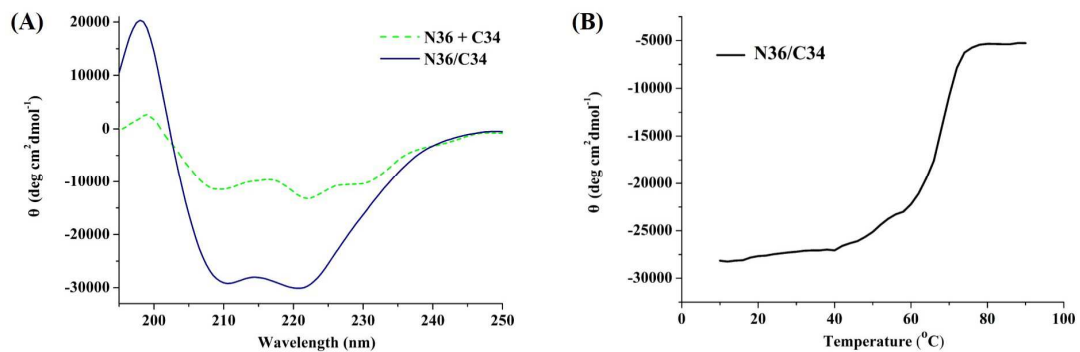 (A)
20000
10000
0
-10000
-20000
-30000
θ (deg cm²dmol⁻¹)
N36 + C34
N36/C34
200 210 220 230 240 250
Wavelength (nm)
(B)
-5000
-10000
-15000
-20000
-25000
-30000
θ (deg cm²dmol⁻¹)
N36/C34
0 20 40 60 80 100
Temperature (°C)